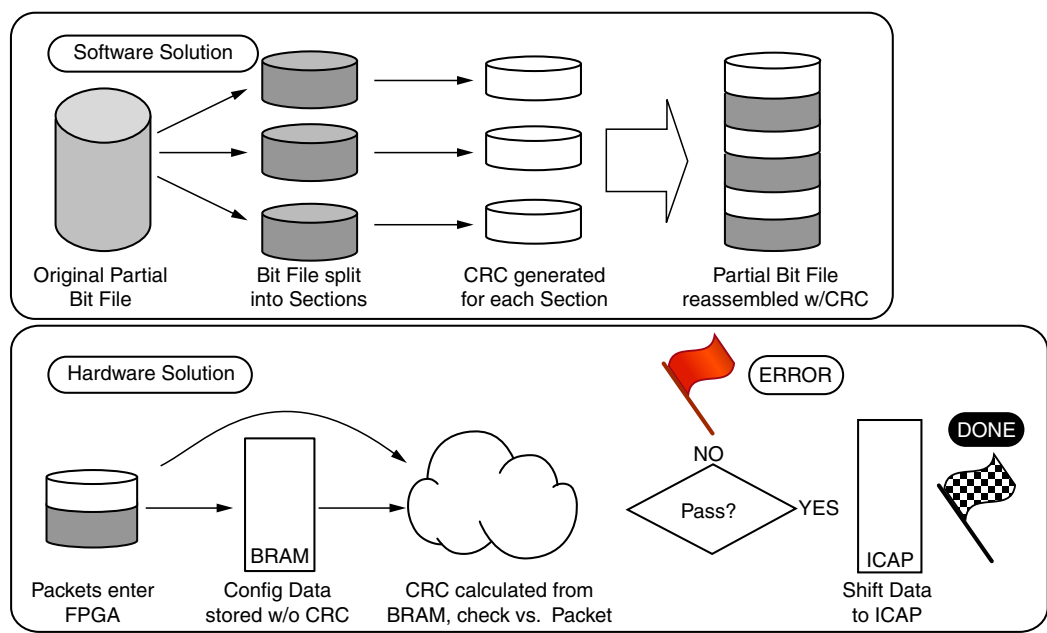 Software Solution
Original Partial
Bit File
Bit File split
into Sections
CRC generated
for each Section
Partial Bit File
reassembled w/CRC
Hardware Solution
ERROR
DONE
NO
Pass?
YES
BRAM
ICAP
Packets enter
FPGA
Config Data
stored w/o CRC
CRC calculated from
BRAM, check vs. Packet
Shift Data
to ICAP